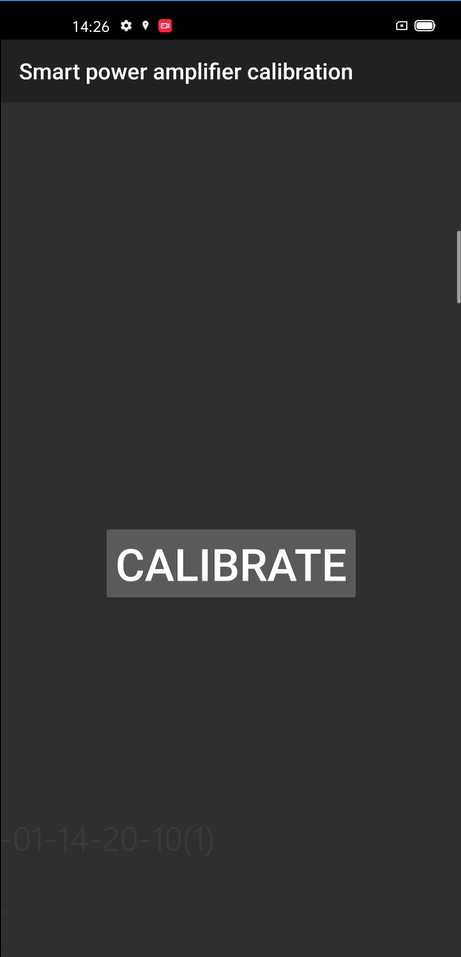 14:26
Smart power amplifier calibration
CALIBRATE
-01-14-20-10(1)